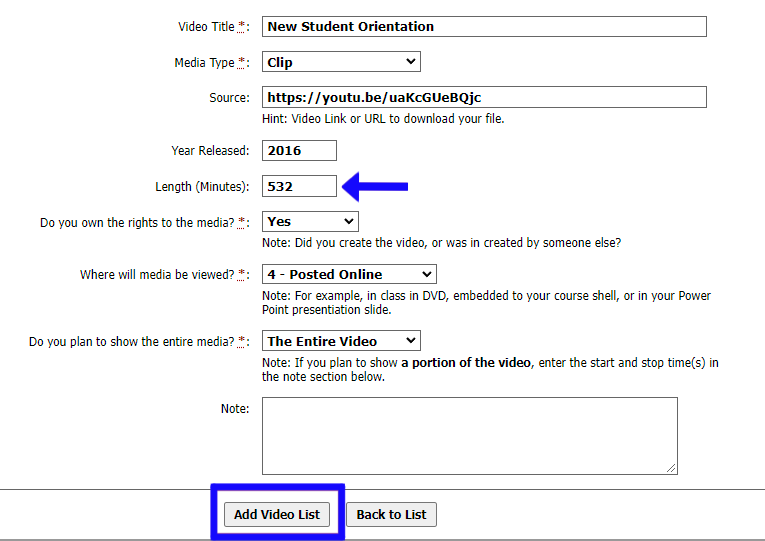 Video Title *: New Student Orientation
Media Type *: Clip
Source: https://youtu.be/uaKcGUeBQjc
Hint: Video Link or URL to download your file.
Year Released: 2016
Length (Minutes): 532
Do you own the rights to the media? *: Yes
Note: Did you create the video, or was in created by someone else?
Where will media be viewed? *: 4 - Posted Online
Note: For example, in class in DVD, embedded to your course shell, or in your Power
Point presentiation slide.
Do you plan to show the entire media? *: The Entire Video
Note: If you plan to show a portion of the video, enter the start and stop time(s) in
the note section below.
Note:
Add Video List Back to List